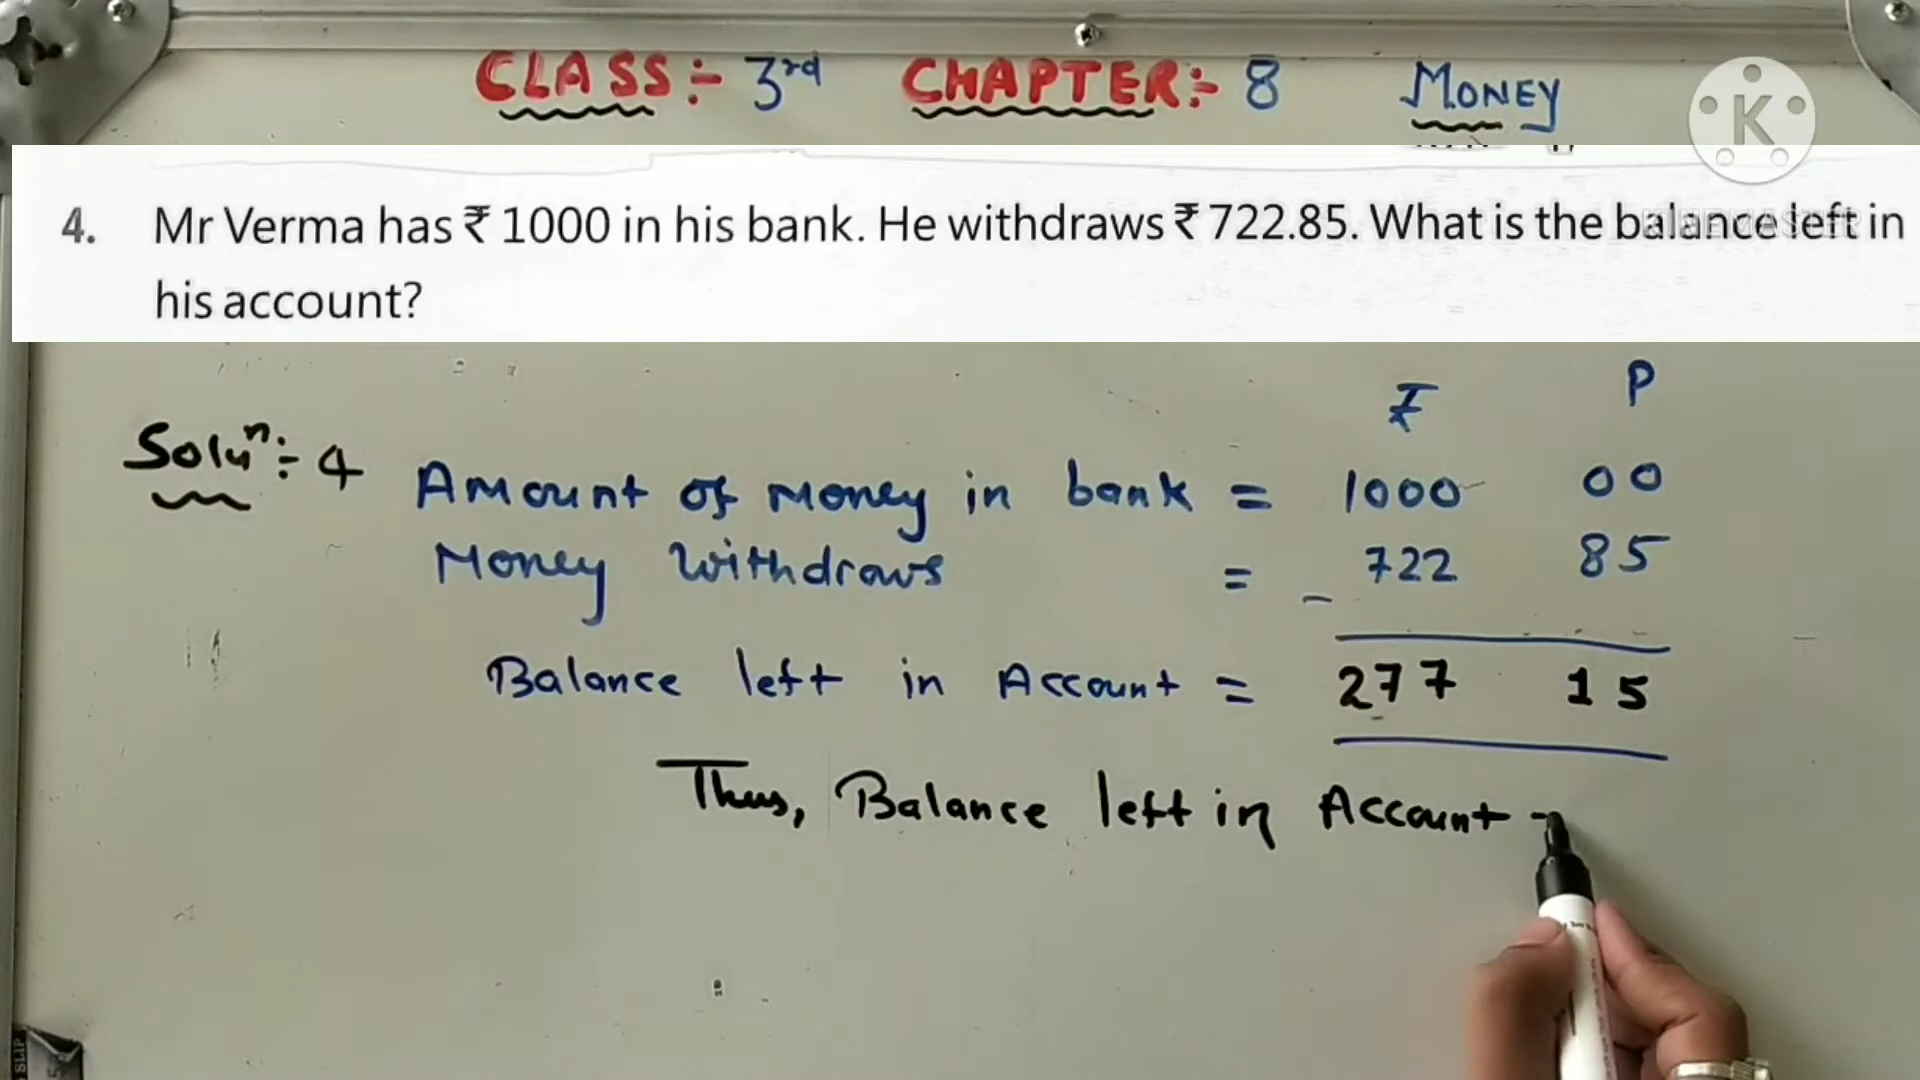 CLASS:- 3rd CHAPTER:- 8 MONEY
K
4. Mr Verma has ₹ 1000 in his bank. He withdraws ₹ 722.85. What is the balance left in
his account?
KINEMASTER
₹ P
Soluⁿ:- 4 Amount of Money in bank = 1000 00
Money Withdraws = - 722 85
Balance left in Account = 277 15
Thus, Balance left in Account -
SLIP